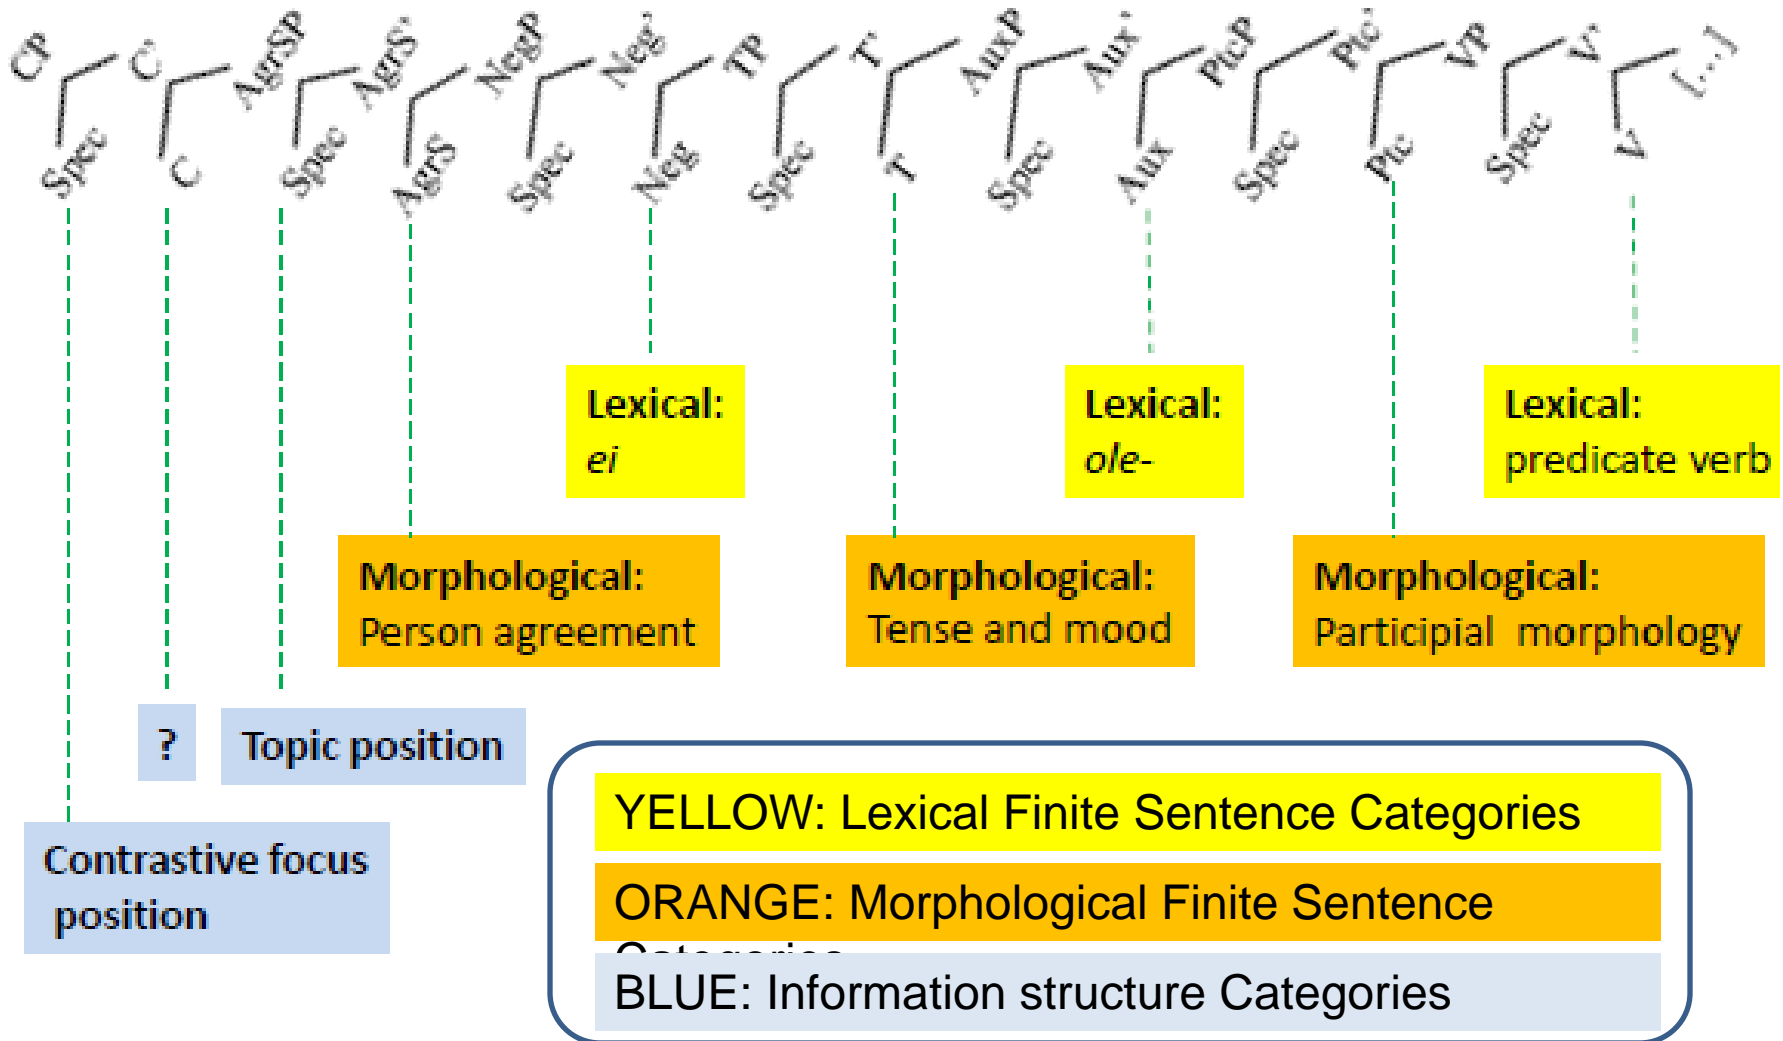 CP C' AgrSP AgrS' NegP Neg' TP T' AuxP Aux' PtcP Ptc' VP V' [...]
Spec C Spec AgrS Spec Neg Spec T Spec Aux Spec Ptc Spec V
Lexical:
ei
Lexical:
ole-
Lexical:
predicate verb
Morphological:
Person agreement
Morphological:
Tense and mood
Morphological:
Participial morphology
?
Topic position
Contrastive focus
position
YELLOW: Lexical Finite Sentence Categories
ORANGE: Morphological Finite Sentence
Categories
BLUE: Information structure Categories